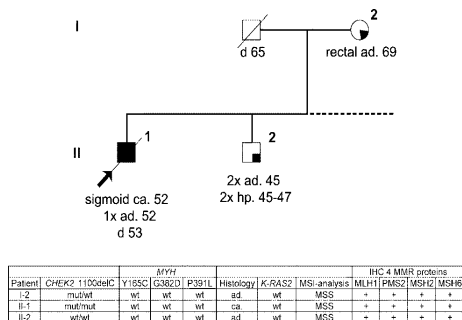 I
2
d 65
rectal ad. 69
1
2
II
sigmoid ca. 52
1x ad. 52
d 53
2x ad. 45
2x hp. 45-47
MYH IHC 4 MMR proteins
Patient CHEK2 1100delC Y165C G382D P391L Histology K-RAS2 MSI-analysis MLH1 PMS2 MSH2 MSH6
I-2 mut/wt wt wt wt ad. wt MSS + + + +
II-1 mut/mut wt wt wt ca. wt MSS + + + +
II-2 wt/wt wt wt wt ad. wt MSS + + + +